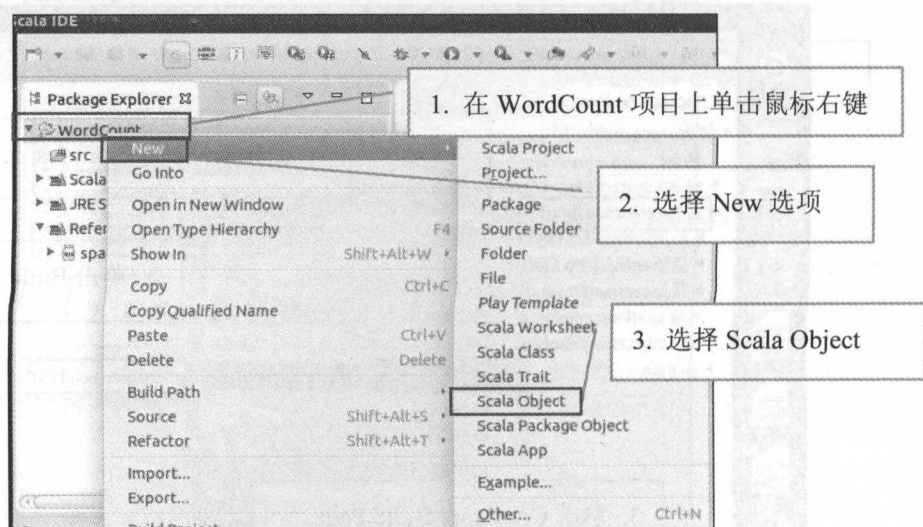 Scala IDE
Package Explorer
1. 在 WordCount 项目上单击鼠标右键
WordCount
src
Scala
JRE S
Refer
spa
New
Go Into
Open in New Window
Open Type Hierarchy F4
Show In Shift+Alt+W
Copy Ctrl+C
Copy Qualified Name
Paste Ctrl+V
Delete Delete
Build Path
Source Shift+Alt+S
Refactor Shift+Alt+T
Import...
Export...
Build Project
Scala Project
Project...
Package
Source Folder
Folder
File
Play Template
Scala Worksheet
Scala Class
Scala Trait
Scala Object
Scala Package Object
Scala App
Example...
Other... Ctrl+N
2. 选择 New 选项
3. 选择 Scala Object